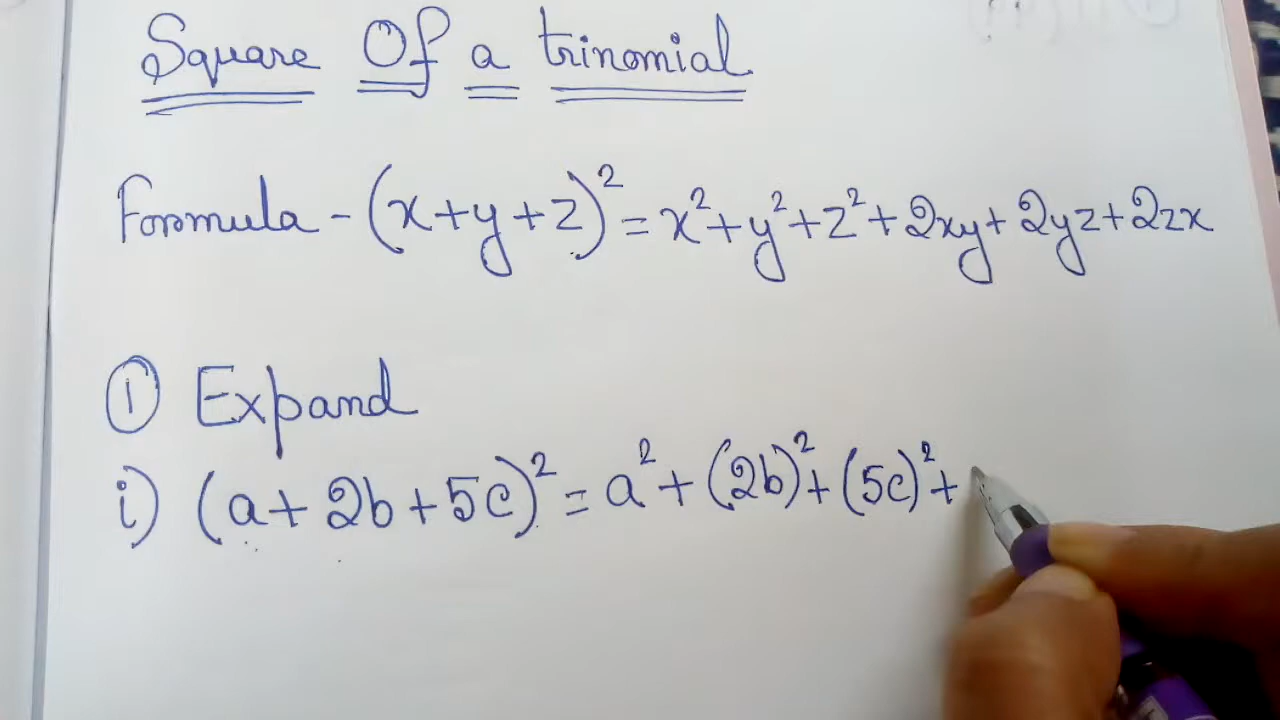 Square Of a trinomial
Formula - (x+y+z)² = x² + y² + z² + 2xy + 2yz + 2zx
① Expand
i) (a + 2b + 5c)² = a² + (2b)² + (5c)² +